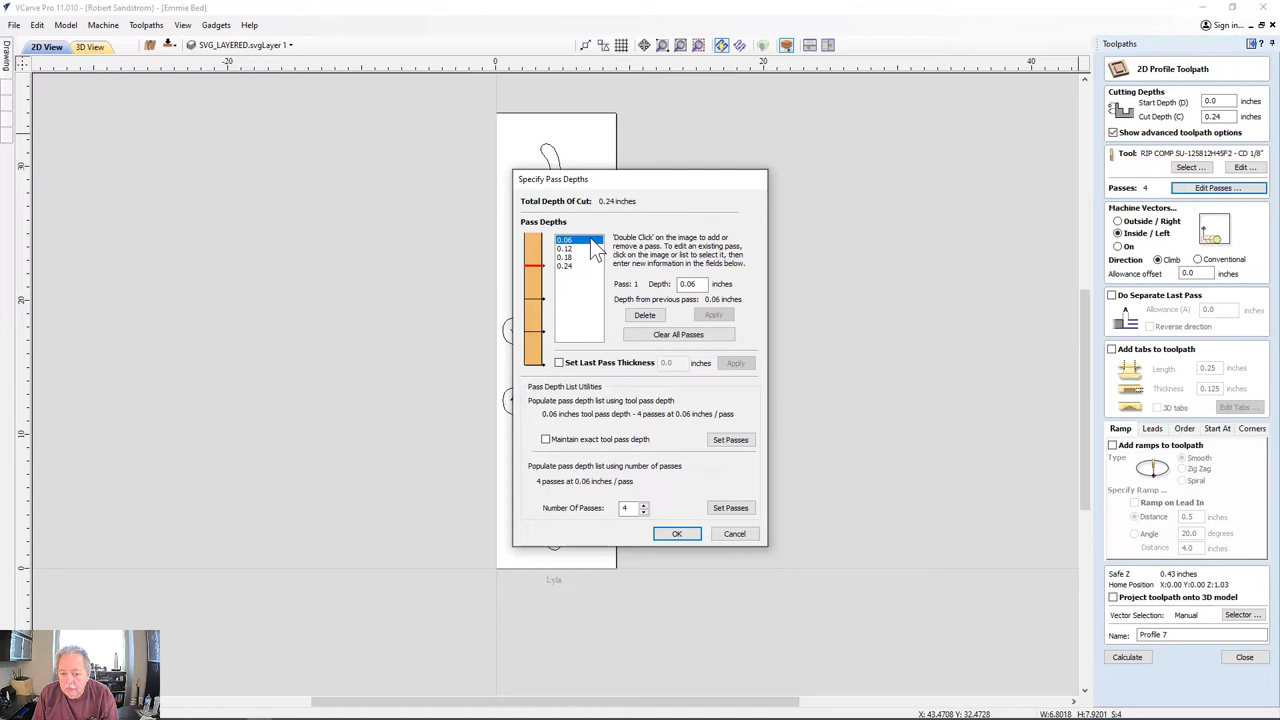 VCarve Pro 11.010 - {Robert Sandstrom} - [Emmie Bed]
File Edit Model Machine Toolpaths View Gadgets Help
Sign in...
2D View 3D View SVG_LAYERED.svgLayer 1
Drawing
-20 0 20 40
30
20
10
0
Lyla
Specify Pass Depths
Total Depth Of Cut: 0.24 inches
Pass Depths
0.06
0.12
0.18
0.24
'Double Click' on the image to add or
remove a pass. To edit an existing pass,
click on the image or list to select it, then
enter new information in the fields below.
Pass: 1 Depth: 0.06 inches
Depth from previous pass: 0.06 inches
Delete Apply
Clear All Passes
Set Last Pass Thickness 0.0 inches Apply
Pass Depth List Utilities
Populate pass depth list using tool pass depth
0.06 inches tool pass depth - 4 passes at 0.06 inches / pass
Maintain exact tool pass depth Set Passes
Populate pass depth list using number of passes
4 passes at 0.06 inches / pass
Number Of Passes: 4 Set Passes
OK Cancel
Toolpaths
2D Profile Toolpath
Cutting Depths
Start Depth (D) 0.0 inches
Cut Depth (C) 0.24 inches
Show advanced toolpath options
Tool: RIP COMP SU-125812H45F2 - CD 1/8"
Select ... Edit ...
Passes: 4 Edit Passes ...
Machine Vectors...
Outside / Right
Inside / Left
On
Direction Climb Conventional
Allowance offset 0.0 inches
Do Separate Last Pass
Allowance (A) 0.0 inches
Reverse direction
Add tabs to toolpath
Length 0.25 inches
Thickness 0.125 inches
3D tabs Edit Tabs ...
Ramp Leads Order Start At Corners
Add ramps to toolpath
Type Smooth
Zig Zag
Spiral
Specify Ramp ...
Ramp on Lead In
Distance 0.5 inches
Angle 20.0 degrees
Distance 4.0 inches
Safe Z 0.43 inches
Home Position X:0.00 Y:0.00 Z:1.03
Project toolpath onto 3D model
Vector Selection: Manual Selector ...
Name: Profile 7
Calculate Close
X: 43.4708 Y: 32.4728 W:6.8018 H:7.9201 S:4